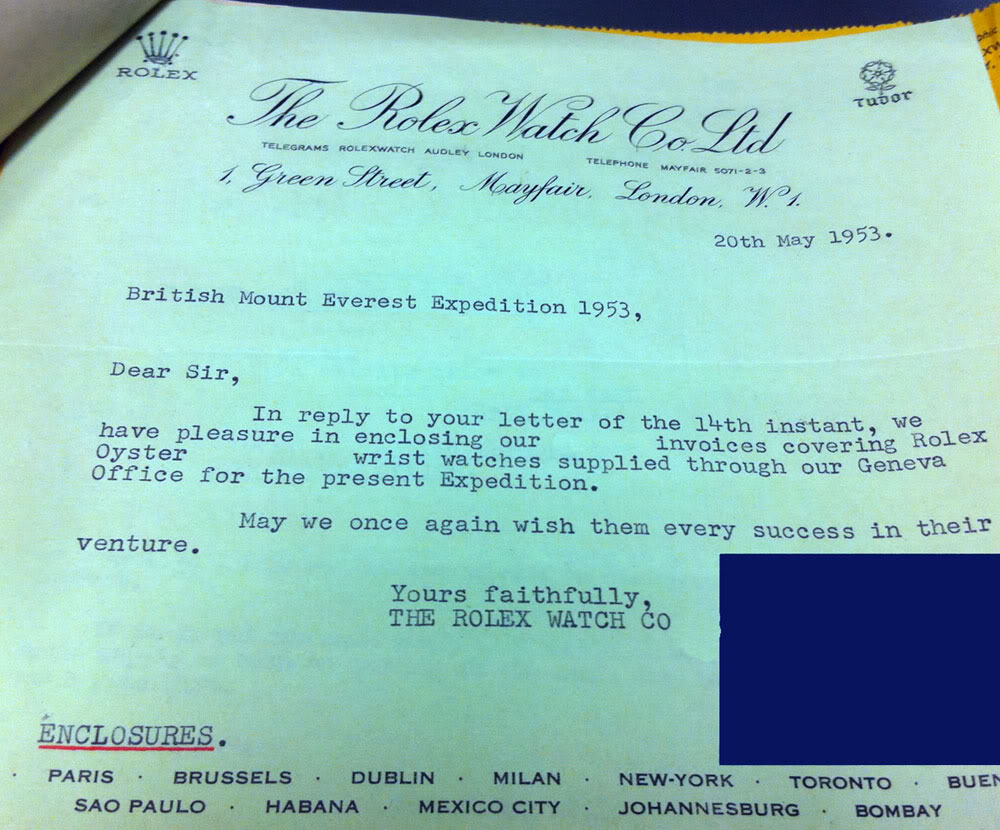 ROLEX
TUDOR
The Rolex Watch Co. Ltd
TELEGRAMS ROLEXWATCH AUDLEY LONDON TELEPHONE MAYFAIR 5071-2-3
1, Green Street, Mayfair, London, W.1.
20th May 1953.
British Mount Everest Expedition 1953,
Dear Sir,
In reply to your letter of the 14th instant, we
have pleasure in enclosing our invoices covering Rolex
Oyster wrist watches supplied through our Geneva
Office for the present Expedition.
May we once again wish them every success in their
venture.
Yours faithfully,
THE ROLEX WATCH CO
ENCLOSURES.
· PARIS · BRUSSELS · DUBLIN · MILAN · NEW-YORK · TORONTO · BUEN
SAO PAULO · HABANA · MEXICO CITY · JOHANNESBURG · BOMBAY